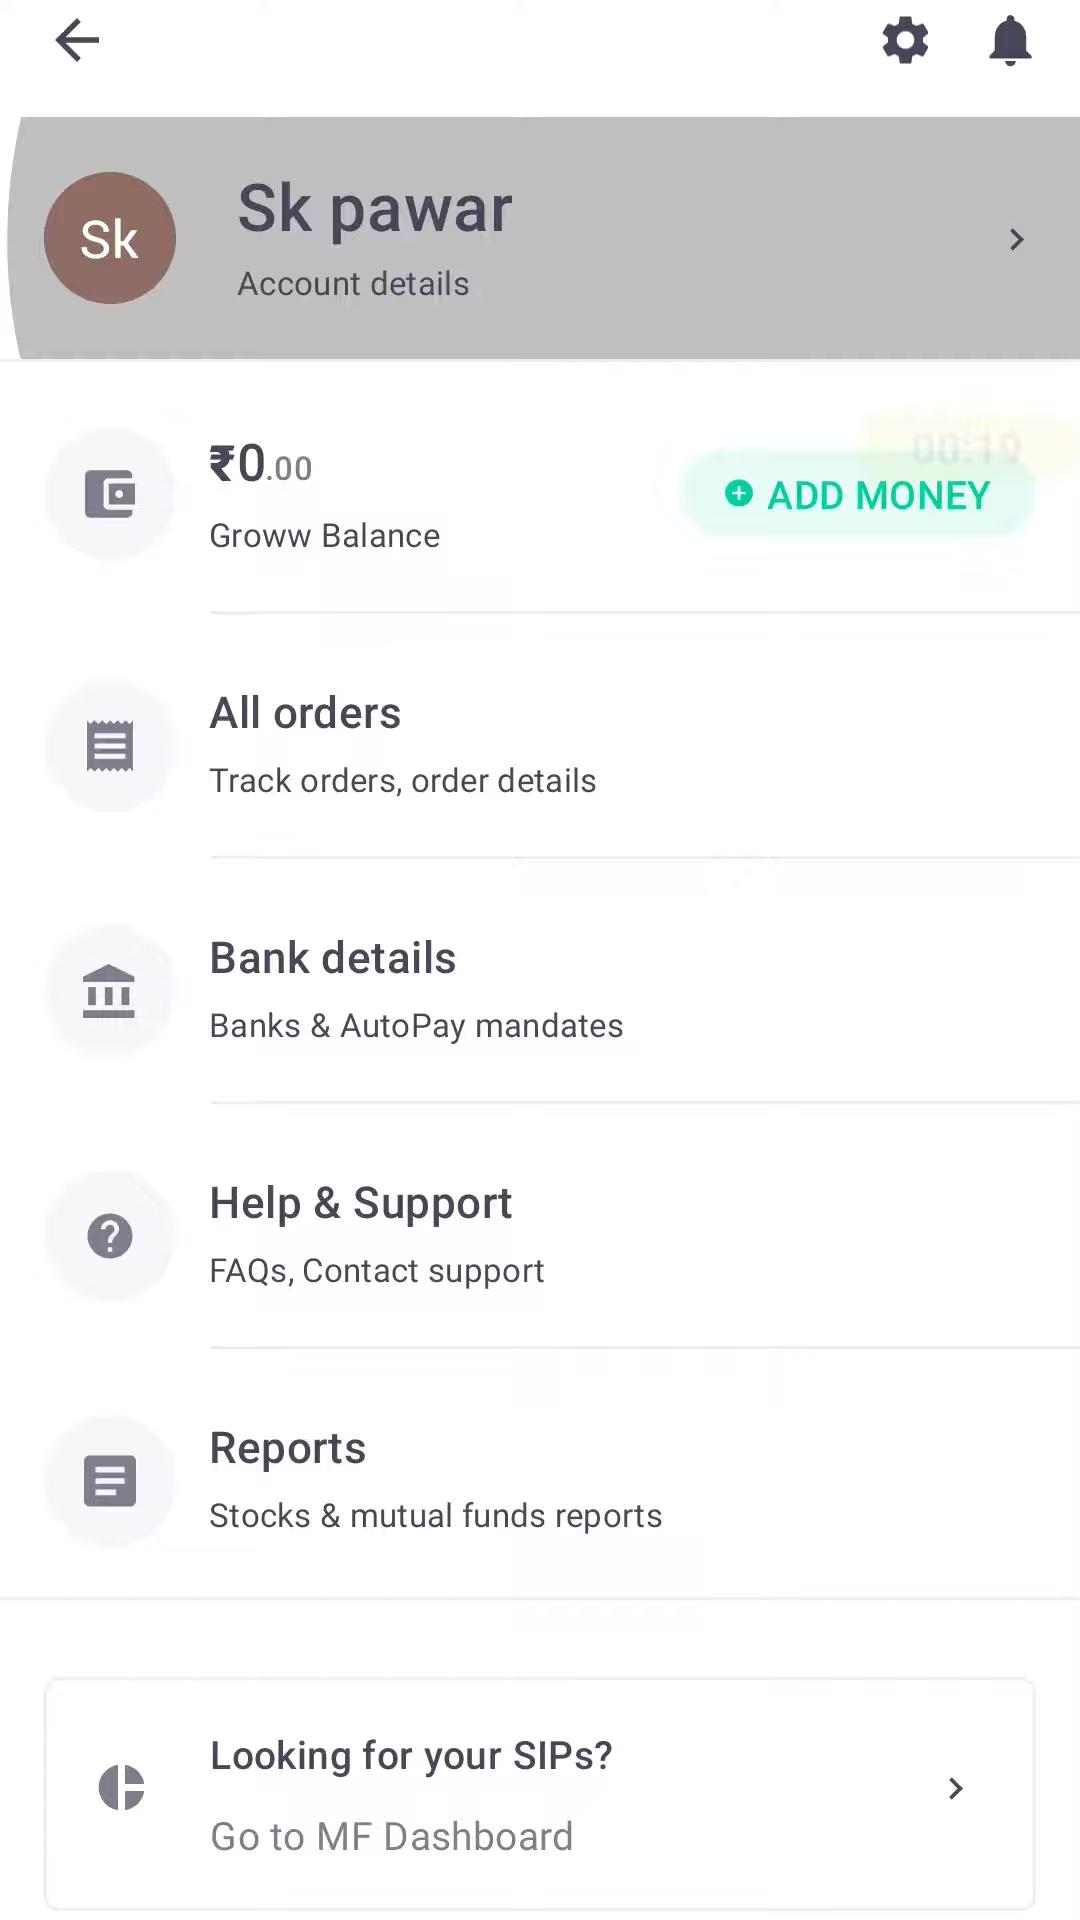 Sk
Sk pawar
Account details
₹0.00
00:19
ADD MONEY
Groww Balance
All orders
Track orders, order details
Bank details
Banks & AutoPay mandates
Help & Support
FAQs, Contact support
Reports
Stocks & mutual funds reports
Looking for your SIPs?
Go to MF Dashboard